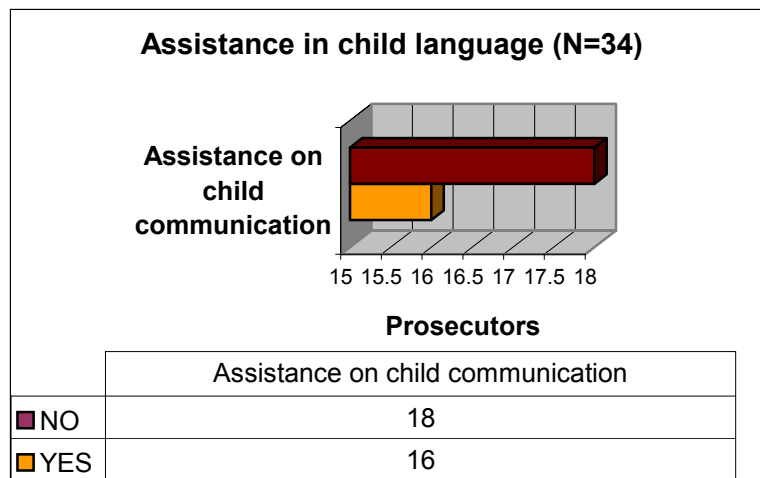 Assistance in child language (N=34)
Assistance on
child
communication
15 15.5 16 16.5 17 17.5 18
Prosecutors
Assistance on child communication
NO 18
YES 16